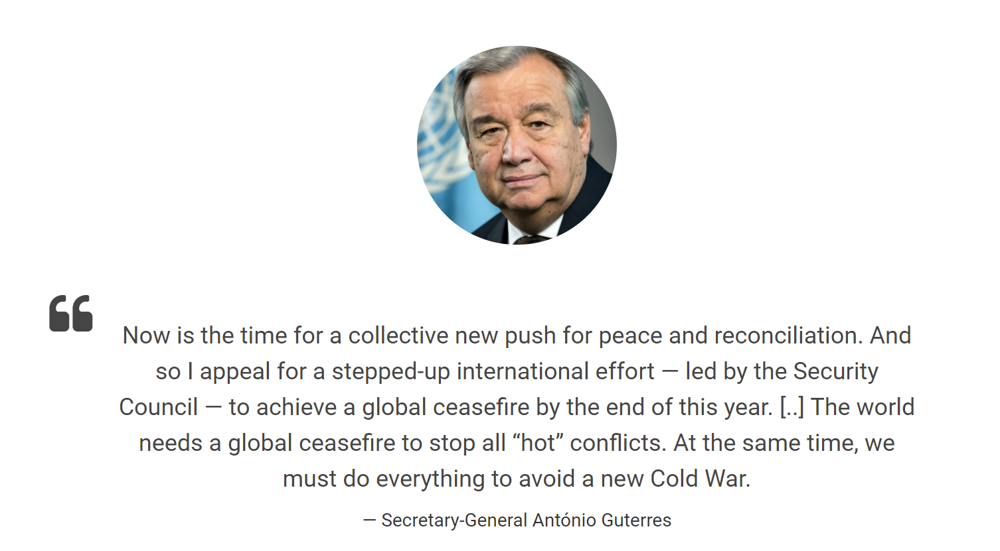 Now is the time for a collective new push for peace and reconciliation. And
so I appeal for a stepped-up international effort — led by the Security
Council — to achieve a global ceasefire by the end of this year. [..] The world
needs a global ceasefire to stop all “hot” conflicts. At the same time, we
must do everything to avoid a new Cold War.
— Secretary-General António Guterres